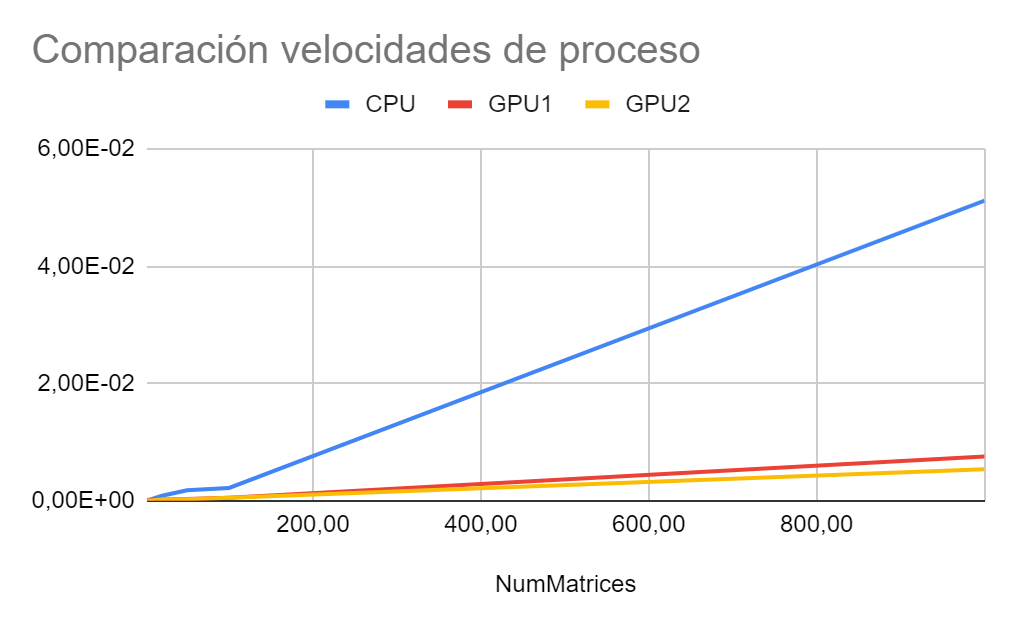 Comparación velocidades de proceso
CPU GPU1 GPU2
6,00E-02
4,00E-02
2,00E-02
0,00E+00
200,00 400,00 600,00 800,00
NumMatrices